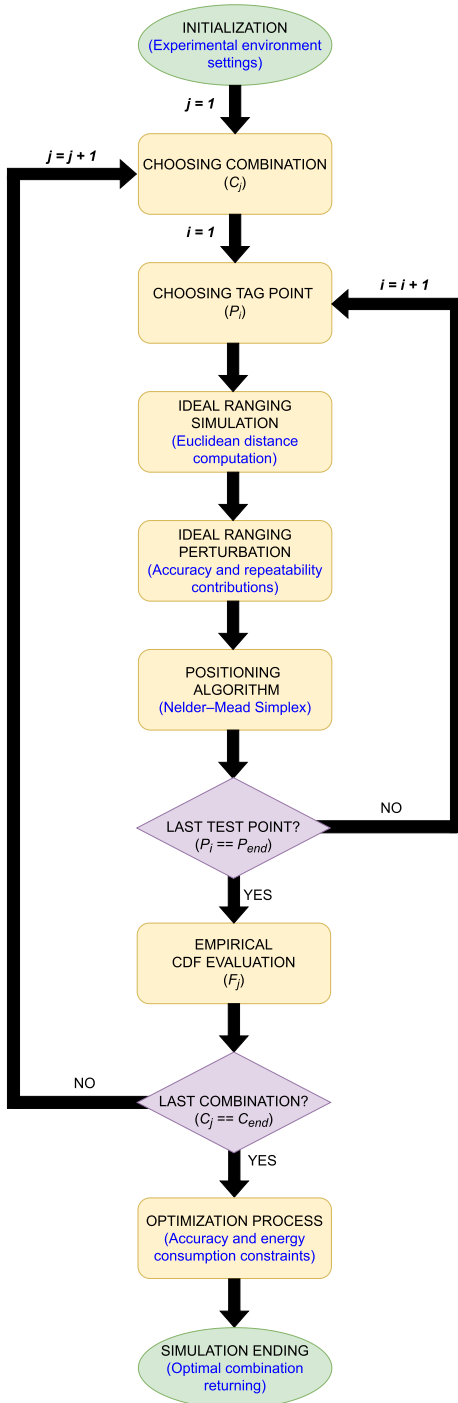 INITIALIZATION
(Experimental environment
settings)
j = 1
j = j + 1
CHOOSING COMBINATION
(Cj)
i = 1
i = i + 1
CHOOSING TAG POINT
(Pi)
IDEAL RANGING
SIMULATION
(Euclidean distance
computation)
IDEAL RANGING
PERTURBATION
(Accuracy and repeatability
contributions)
POSITIONING
ALGORITHM
(Nelder–Mead Simplex)
LAST TEST POINT?
(Pi == Pend)
NO
YES
EMPIRICAL
CDF EVALUATION
(Fj)
LAST COMBINATION?
(Cj == Cend)
NO
YES
OPTIMIZATION PROCESS
(Accuracy and energy
consumption constraints)
SIMULATION ENDING
(Optimal combination
returning)